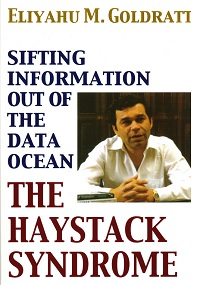 ELIYAHU M. GOLDRATT
SIFTING
INFORMATION
OUT OF
THE
DATA
OCEAN
THE
HAYSTACK
SYNDROME